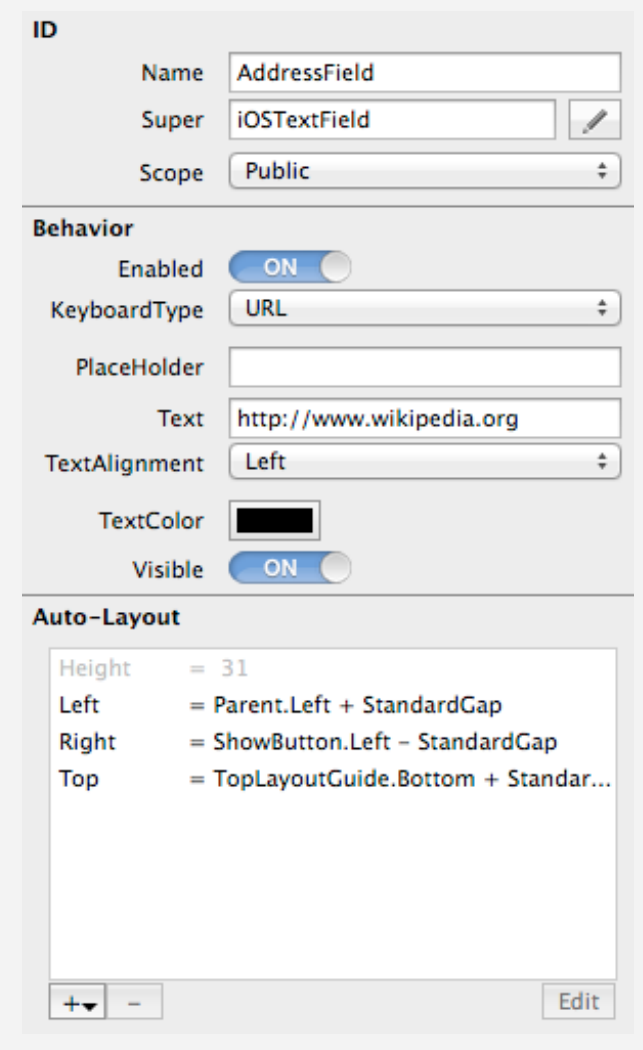 ID
Name AddressField
Super iOSTextField
Scope Public
Behavior
Enabled ON
KeyboardType URL
PlaceHolder
Text http://www.wikipedia.org
TextAlignment Left
TextColor
Visible ON
Auto-Layout
Height = 31
Left = Parent.Left + StandardGap
Right = ShowButton.Left - StandardGap
Top = TopLayoutGuide.Bottom + Standar...
+ - Edit